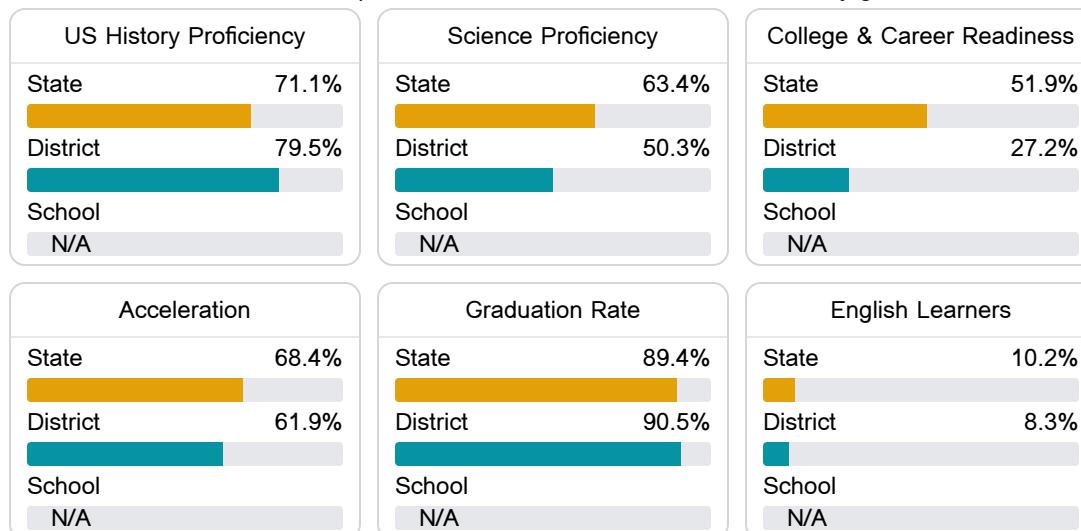 US History Proficiency
State 71.1%
District 79.5%
School
N/A
Science Proficiency
State 63.4%
District 50.3%
School
N/A
College & Career Readiness
State 51.9%
District 27.2%
School
N/A
Acceleration
State 68.4%
District 61.9%
School
N/A
Graduation Rate
State 89.4%
District 90.5%
School
N/A
English Learners
State 10.2%
District 8.3%
School
N/A